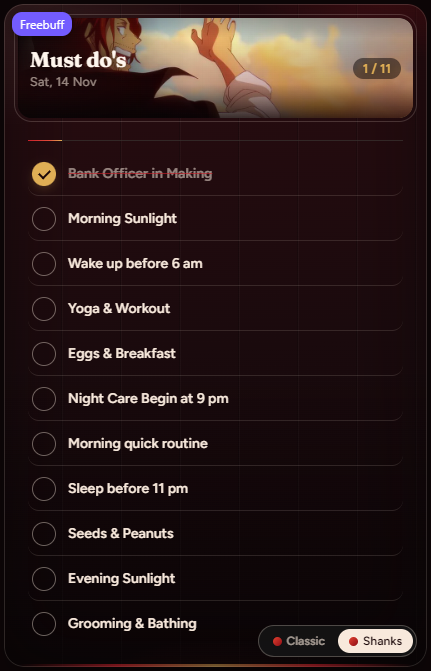 Freebuff
Must do's
Sat, 14 Nov
1 / 11
Bank Officer in Making
Morning Sunlight
Wake up before 6 am
Yoga & Workout
Eggs & Breakfast
Night Care Begin at 9 pm
Morning quick routine
Sleep before 11 pm
Seeds & Peanuts
Evening Sunlight
Grooming & Bathing
Classic
Shanks